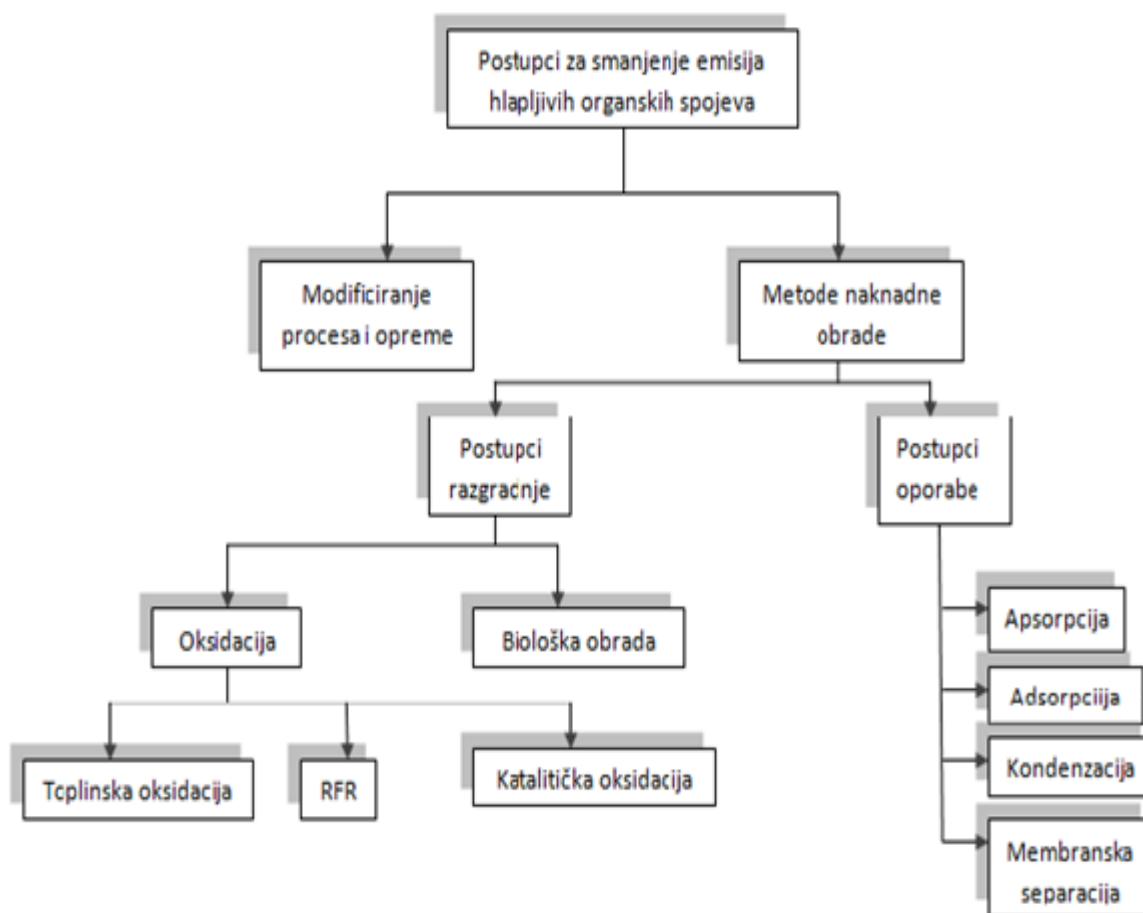 Postupci za smanjenje emisija
hlapljivih organskih spojeva
Modificiranje
procesa i opreme
Metode naknadne
obrade
Postupci
razgradnje
Postupci
oporabe
Oksidacija
Biološka obrada
Apsorpcija
Adsorpciija
Kondenzacija
Membranska
separacija
Toplinska oksidacija
RFR
Katalitička oksidacija